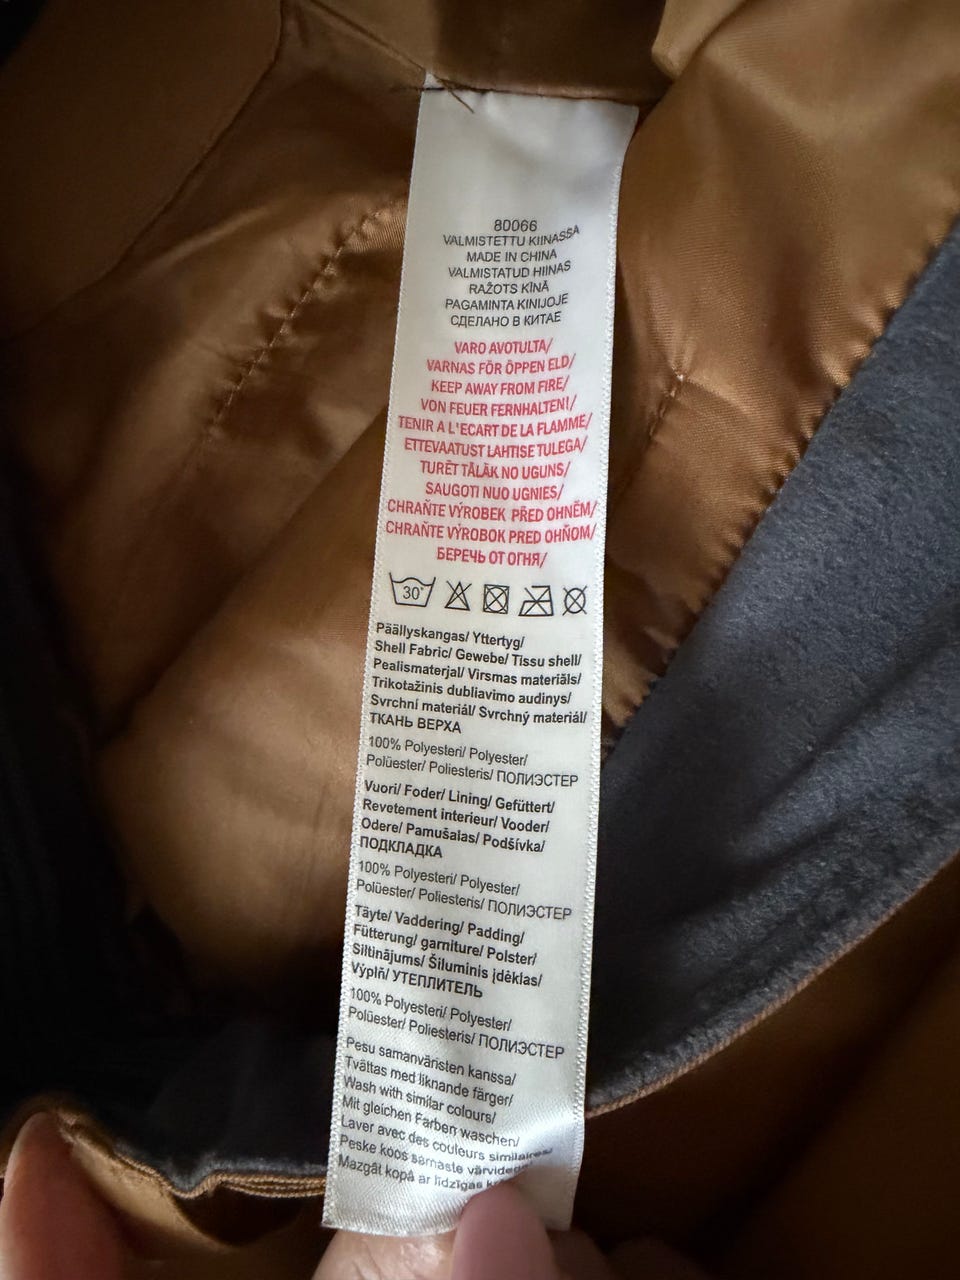 80066
VALMISTETTU KIINASSA
MADE IN CHINA
VALMISTATUD HIINAS
RAŽOTS KĪNĀ
PAGAMINTA KINIJOJE
СДЕЛАНО В КИТАЕ
VARO AVOTULTA/
VARNAS FÖR ÖPPEN ELD/
KEEP AWAY FROM FIRE/
VON FEUER FERNHALTEN!/
TENIR A L'ECART DE LA FLAMME/
ETTEVAATUST LAHTISE TULEGA/
TURĒT TĀLĀK NO UGUNS/
SAUGOTI NUO UGNIES/
CHRAŇTE VÝROBEK PŘED OHNĚM/
CHRAŇTE VÝROBOK PRED OHŇOM/
БЕРЕЧЬ ОТ ОГНЯ/
30°
Päällyskangas/ Yttertyg/
Shell Fabric/ Gewebe/ Tissu shell/
Pealismaterjal/ Virsmas materiāls/
Trikotažinis dubliavimo audinys/
Svrchní materiál/ Svrchný materiál/
ТКАНЬ ВЕРХА
100% Polyesteri/ Polyester/
Polüester/ Poliesteris/ ПОЛИЭСТЕР
Vuori/ Foder/ Lining/ Gefüttert/
Revetement interieur/ Vooder/
Odere/ Pamušalas/ Podšívka/
ПОДКЛАДКА
100% Polyesteri/ Polyester/
Polüester/ Poliesteris/ ПОЛИЭСТЕР
Täyte/ Vaddering/ Padding/
Fütterung/ garniture/ Polster/
Siltinājums/ Šiluminis įdėklas/
Výplň/ УТЕПЛИТЕЛЬ
100% Polyesteri/ Polyester/
Polüester/ Poliesteris/ ПОЛИЭСТЕР
Pesu samanväristen kanssa/
Tvättas med liknande färger/
Wash with similar colours/
Mit gleichen Farben waschen/
Laver avec des couleurs similaires/
Peske koos samaste värvidega/
Mazgāt kopā ar līdzīgas